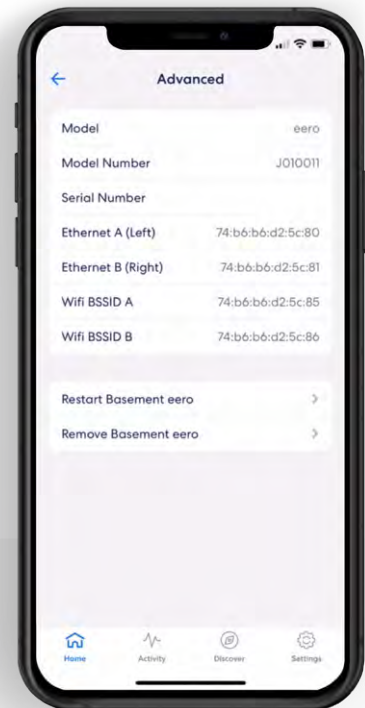 Advanced
Model eero
Model Number J010011
Serial Number
Ethernet A (Left) 74:b6:b6:d2:5c:80
Ethernet B (Right) 74:b6:b6:d2:5c:81
Wifi BSSID A 74:b6:b6:d2:5c:85
Wifi BSSID B 74:b6:b6:d2:5c:86
Restart Basement eero
Remove Basement eero
Home Activity Discover Settings